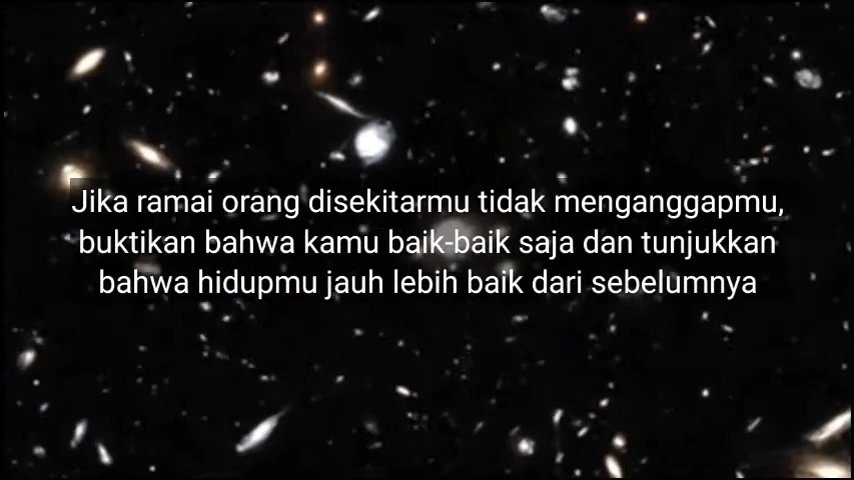 Jika ramai orang disekitarmu tidak menganggapmu,
buktikan bahwa kamu baik-baik saja dan tunjukkan
bahwa hidupmu jauh lebih baik dari sebelumnya